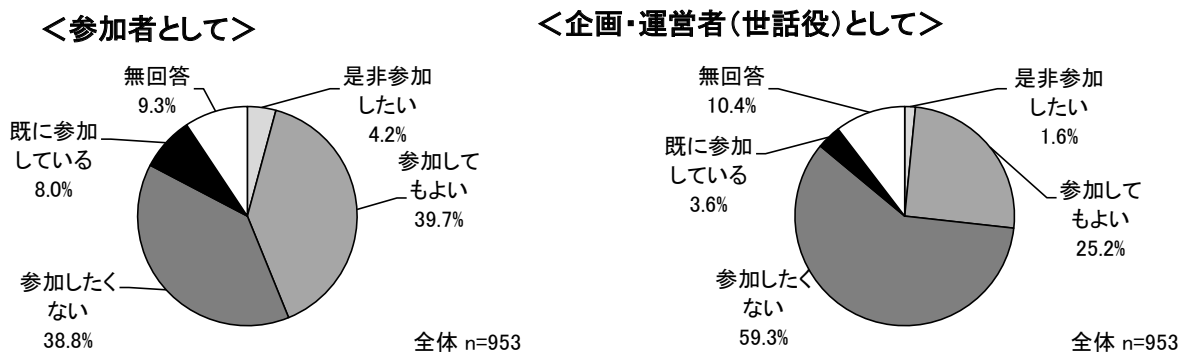 ＜参加者として＞
無回答
9.3%
是非参加
したい
4.2%
既に参加
している
8.0%
参加して
もよい
39.7%
参加したく
ない
38.8%
全体 n=953
＜企画・運営者（世話役）として＞
無回答
10.4%
是非参加
したい
1.6%
既に参加
している
3.6%
参加して
もよい
25.2%
参加したく
ない
59.3%
全体 n=953